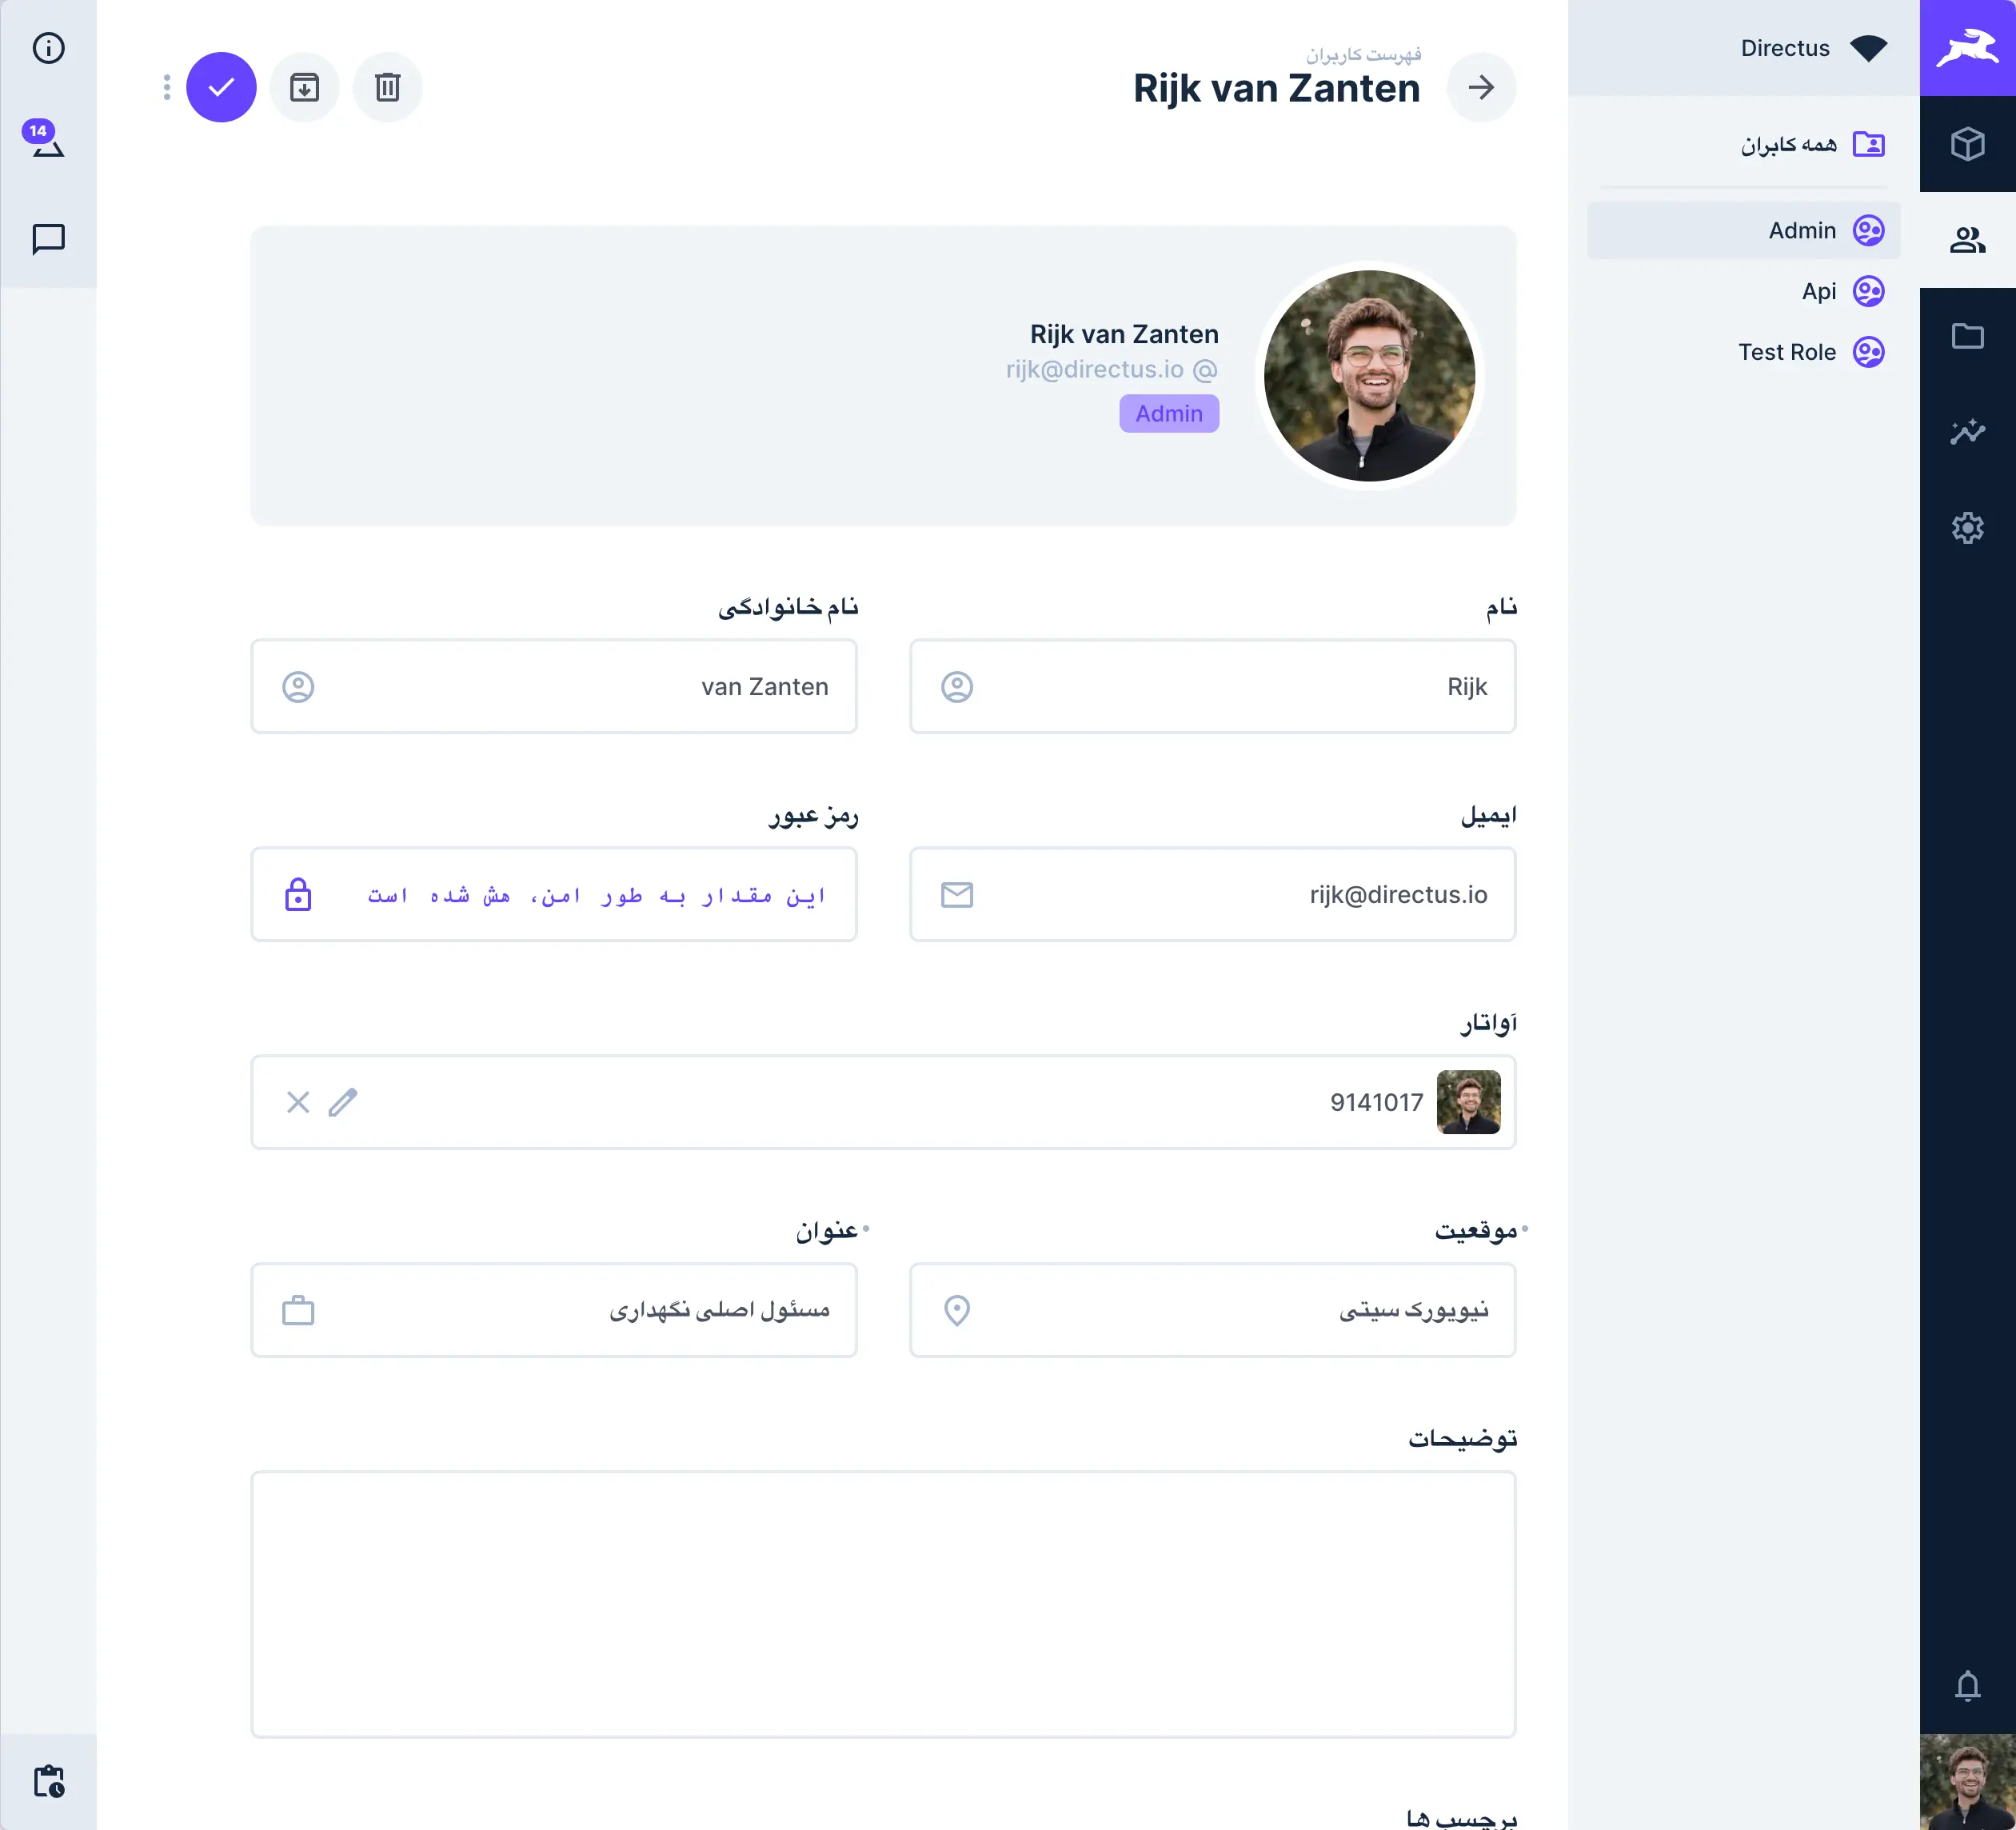 Directus
همه کابران
Admin
Api
Test Role
فهرست کاربران
Rijk van Zanten
14
Rijk van Zanten
rijk@directus.io
Admin
نام
Rijk
نام خانوادگی
van Zanten
ایمیل
rijk@directus.io
رمز عبور
این مقدار به طور امن، هش شده است
آواتار
9141017
موقعیت
نیویورک سیتی
عنوان
مسئول اصلی نگهداری
توضیحات
برچسب ها